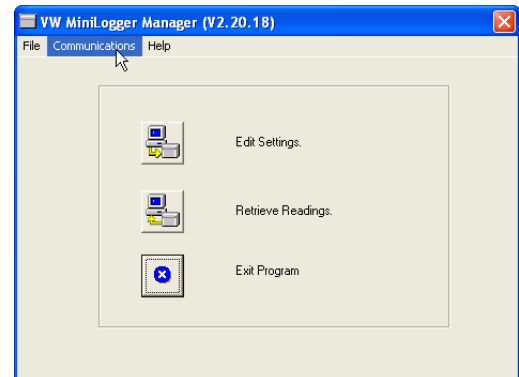 VW MiniLogger Manager (V2.20.18)
File Communications Help
Edit Settings.
Retrieve Readings.
Exit Program